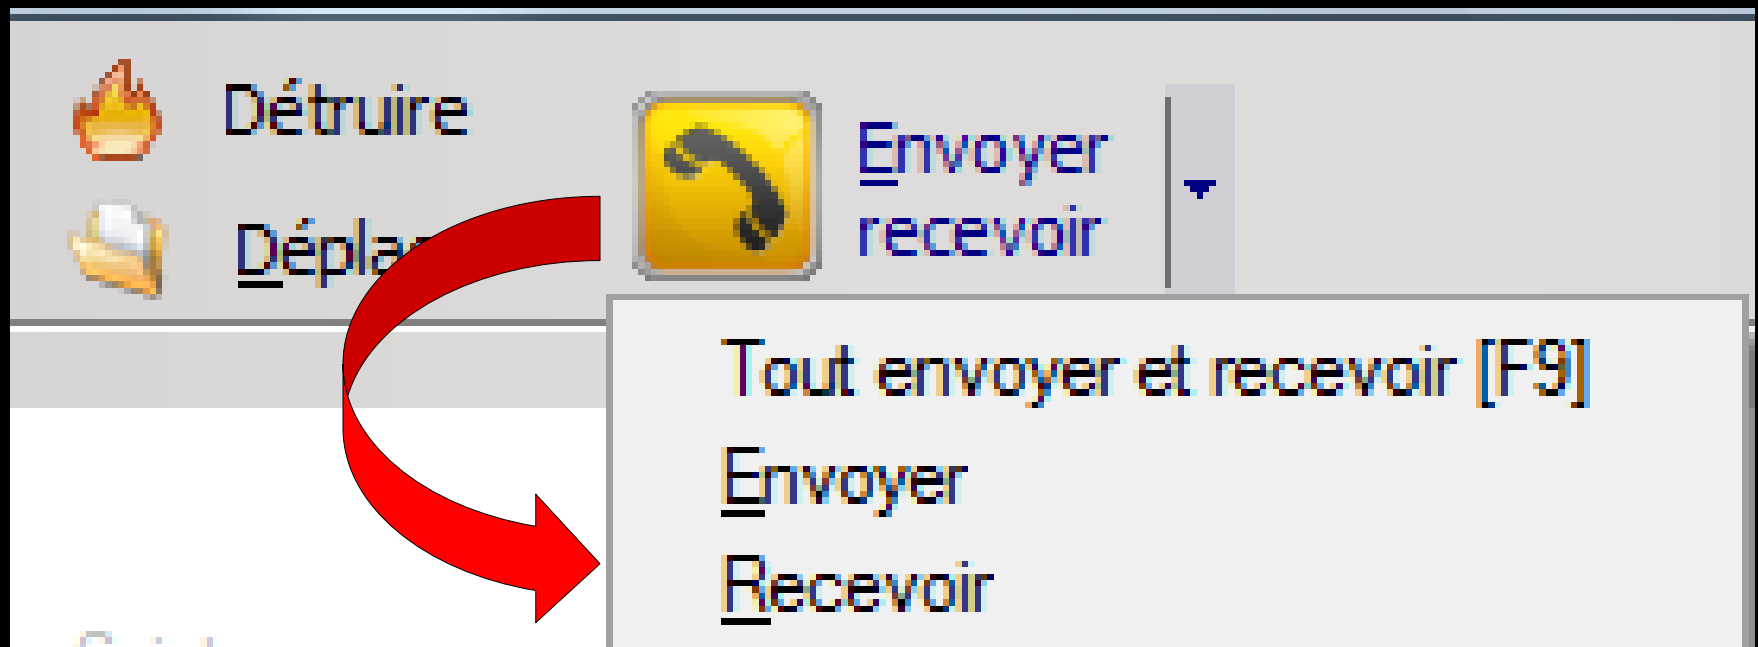 Détruire
Envoyer
recevoir
Tout envoyer et recevoir [F9]
Envoyer
Recevoir